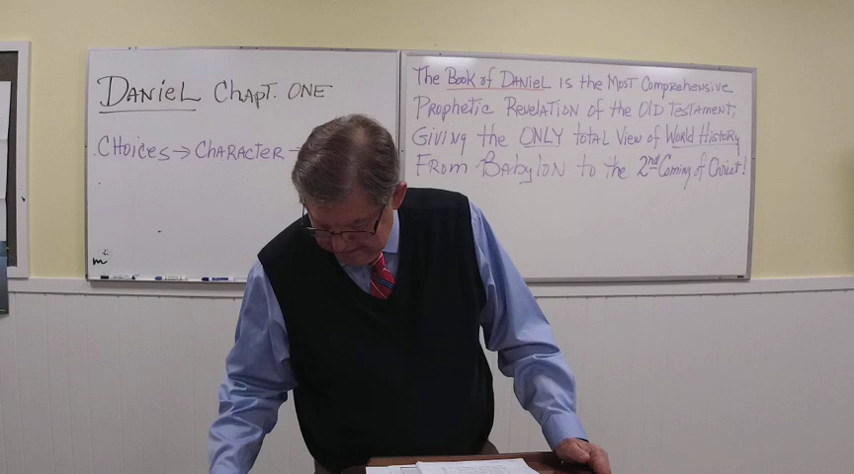 DANIEL Chapt. ONE
CHOICES → CHARACTER →
The Book of DANIEL is the Most Comprehensive
Prophetic Revelation of the Old Testament,
Giving the ONLY total View of World History
From Babylon to the 2nd Coming of Christ!